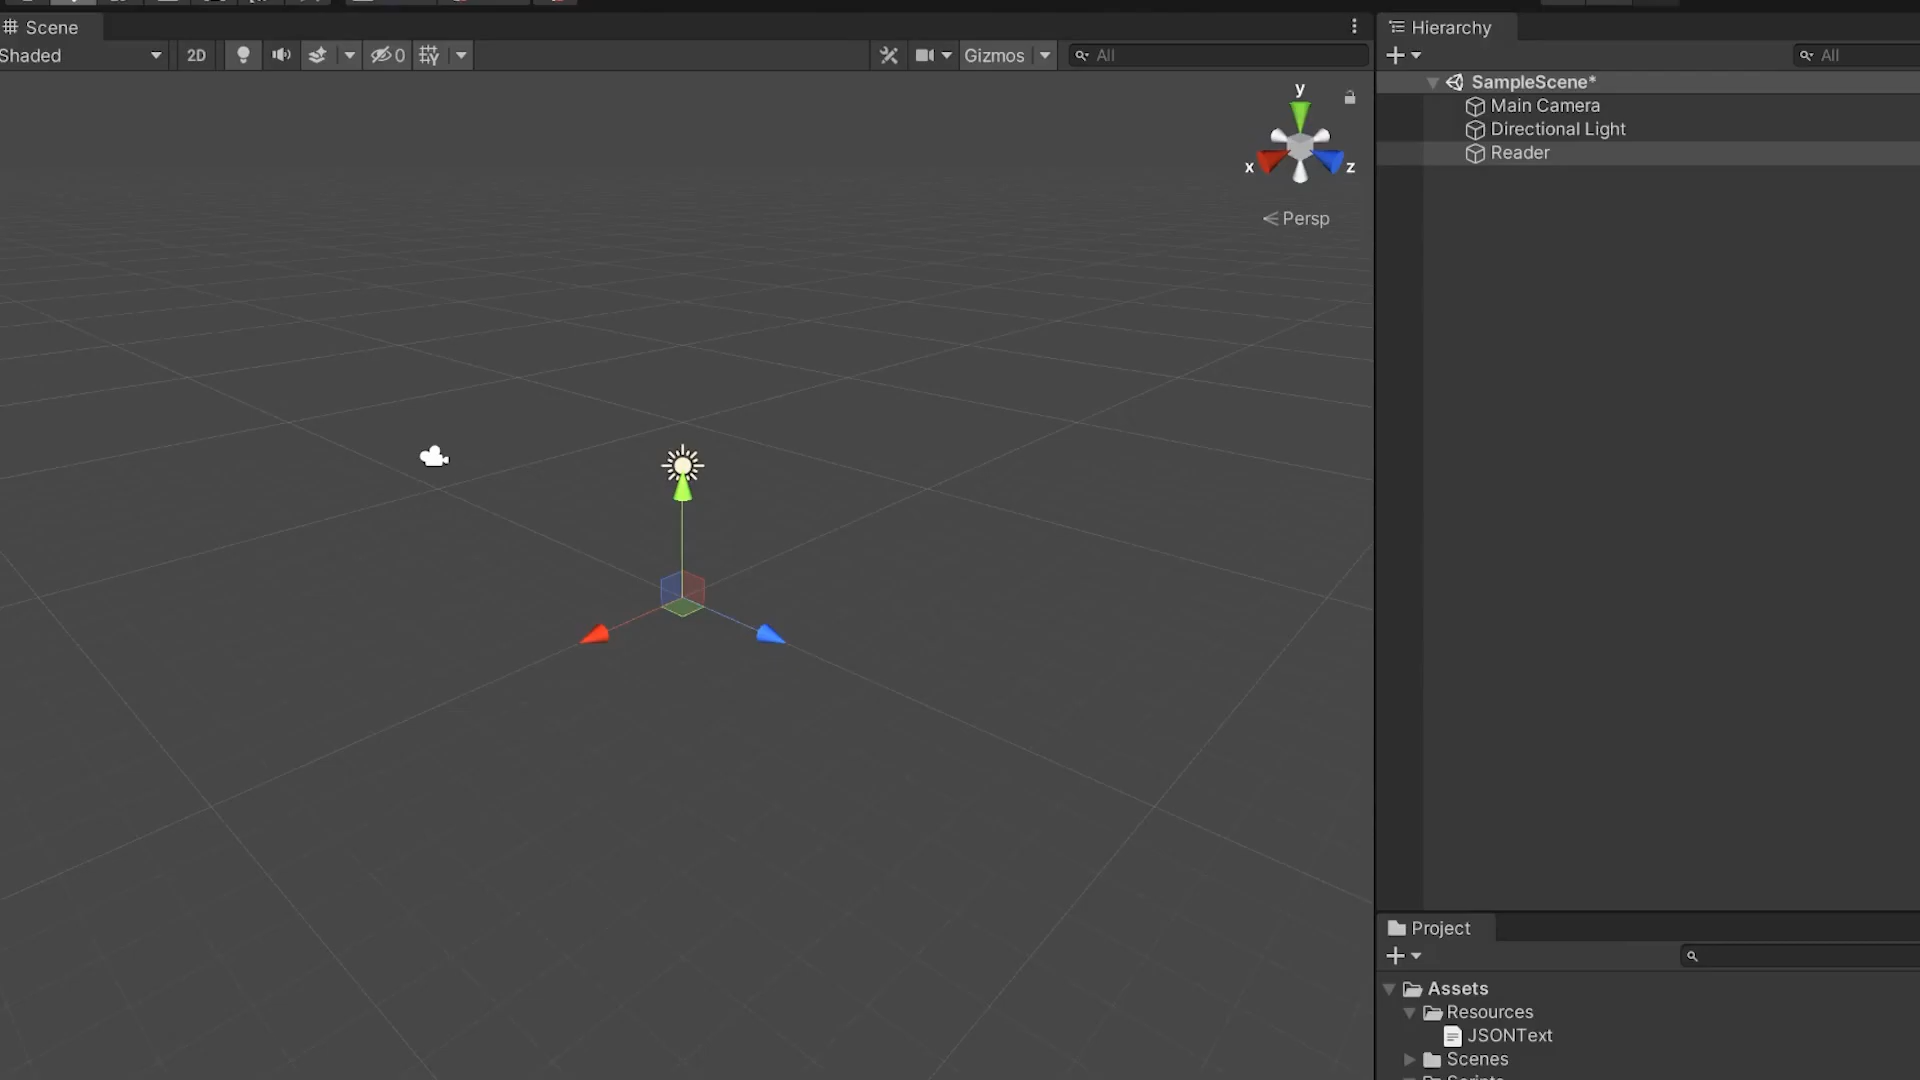 Scene
Shaded
2D
0
Gizmos
All
y
x
z
Persp
Hierarchy
All
SampleScene*
Main Camera
Directional Light
Reader
Project
Assets
Resources
JSONText
Scenes